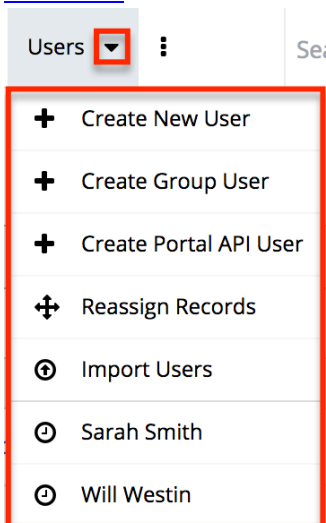 Users
Sea
Create New User
Create Group User
Create Portal API User
Reassign Records
Import Users
Sarah Smith
Will Westin